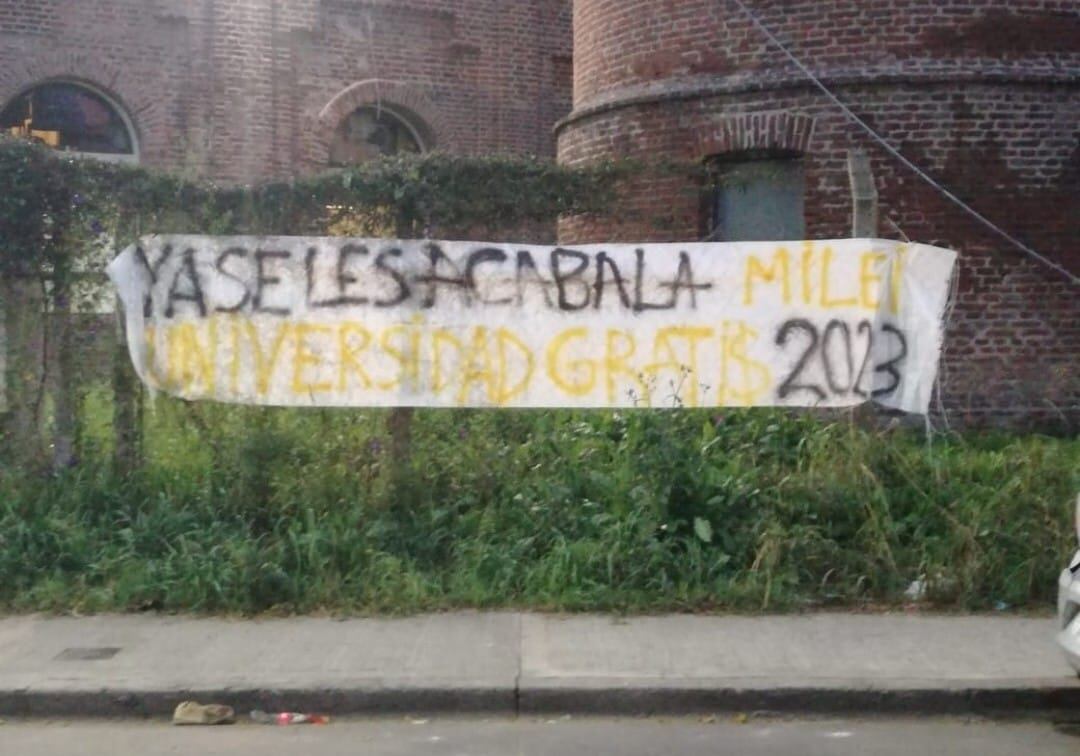 YA SE LES ACABA LA MILEI
UNIVERSIDAD GRATIS 2023